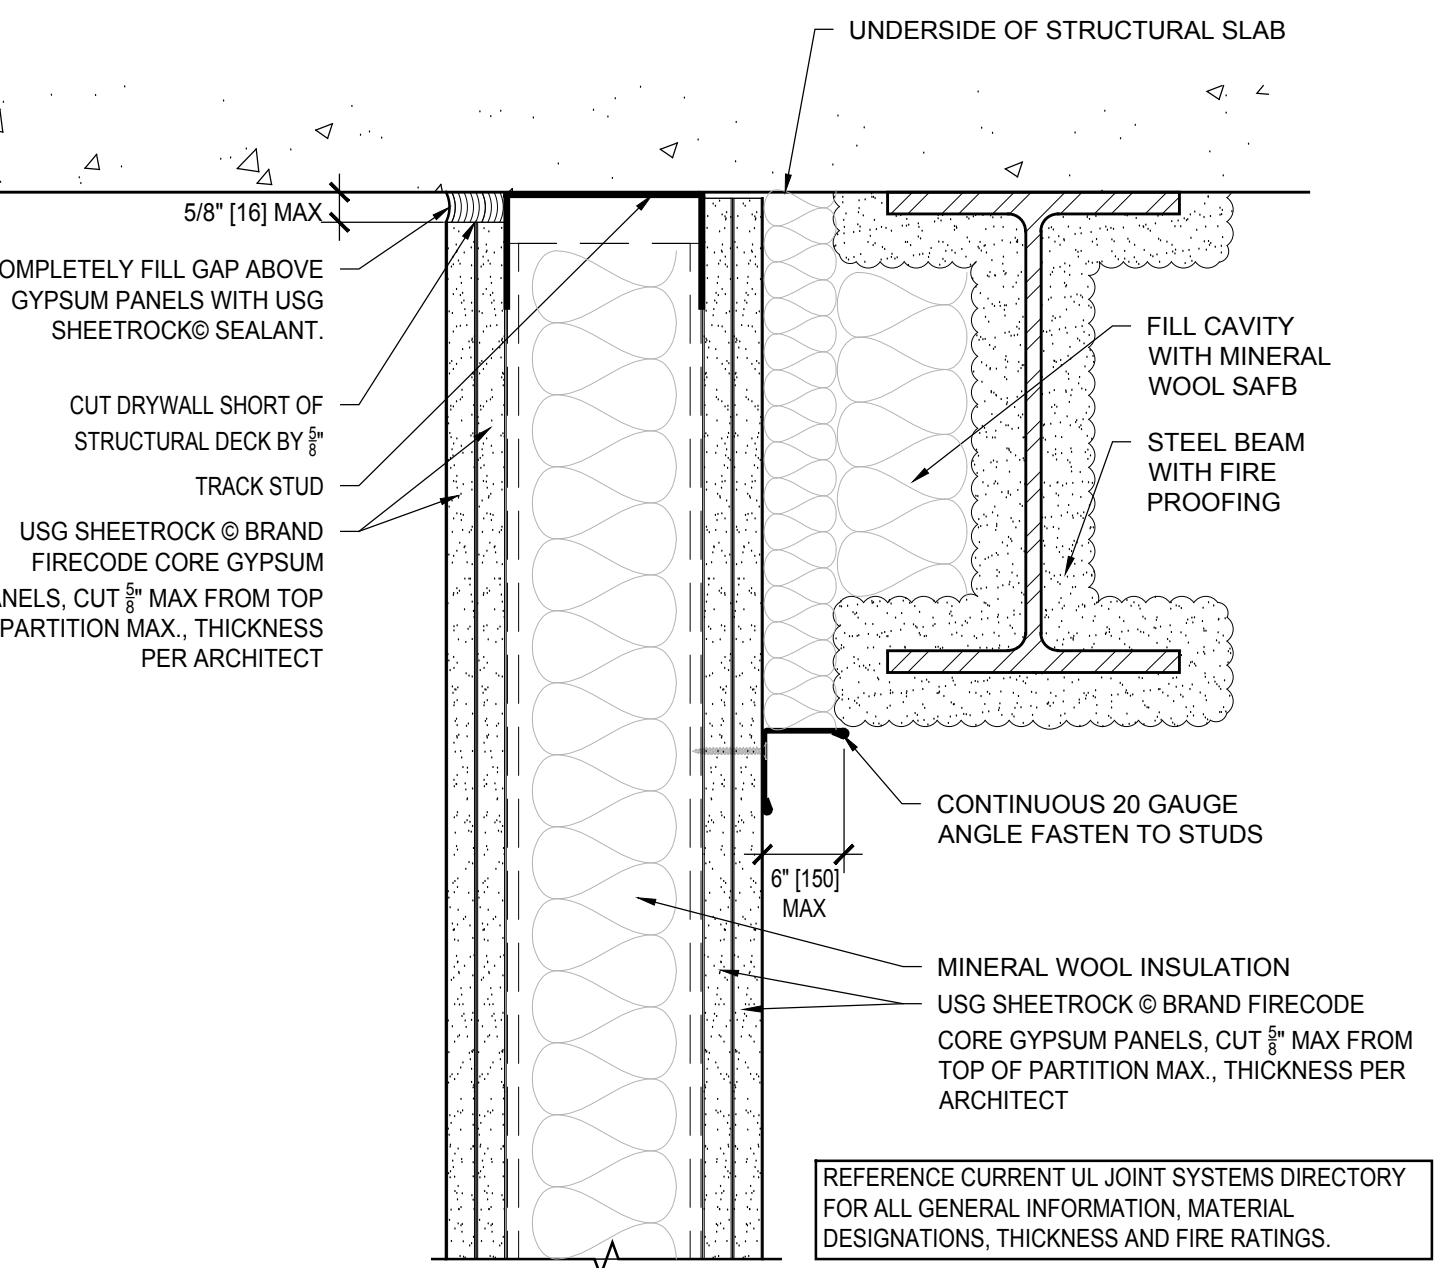 UNDERSIDE OF STRUCTURAL SLAB
5/8" [16] MAX
OMPLETELY FILL GAP ABOVE
GYPSUM PANELS WITH USG
SHEETROCK© SEALANT.
CUT DRYWALL SHORT OF
STRUCTURAL DECK BY 5/8"
TRACK STUD
USG SHEETROCK © BRAND
FIRECODE CORE GYPSUM
ANELS, CUT 5/8" MAX FROM TOP
PARTITION MAX., THICKNESS
PER ARCHITECT
FILL CAVITY
WITH MINERAL
WOOL SAFB
STEEL BEAM
WITH FIRE
PROOFING
CONTINUOUS 20 GAUGE
ANGLE FASTEN TO STUDS
6" [150]
MAX
MINERAL WOOL INSULATION
USG SHEETROCK © BRAND FIRECODE
CORE GYPSUM PANELS, CUT 5/8" MAX FROM
TOP OF PARTITION MAX., THICKNESS PER
ARCHITECT
REFERENCE CURRENT UL JOINT SYSTEMS DIRECTORY
FOR ALL GENERAL INFORMATION, MATERIAL
DESIGNATIONS, THICKNESS AND FIRE RATINGS.